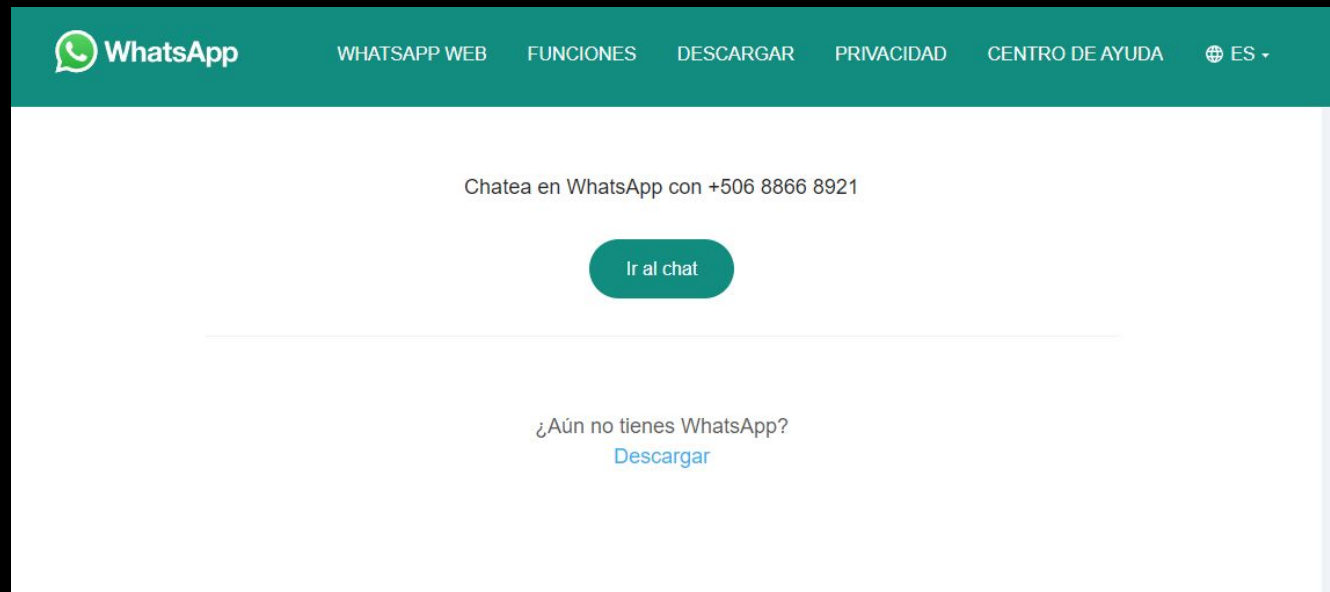 WhatsApp WHATSAPP WEB FUNCIONES DESCARGAR PRIVACIDAD CENTRO DE AYUDA ES
Chatea en WhatsApp con +506 8866 8921
Ir al chat
¿Aún no tienes WhatsApp?
Descargar